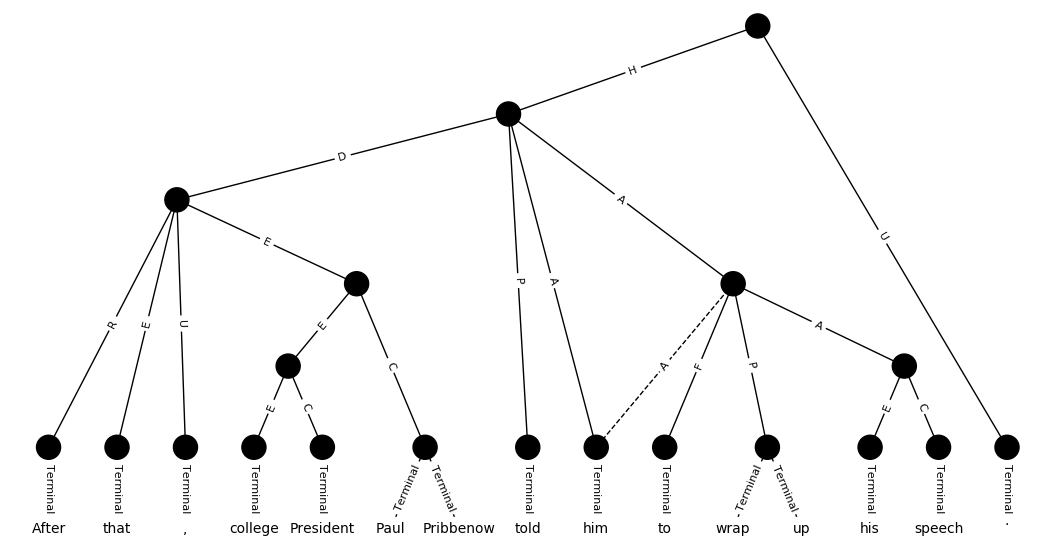 H
U
D
P
A
A
R
E
U
E
E
C
E
C
A
F
P
A
E
C
Terminal Terminal Terminal Terminal Terminal - Terminal Terminal - Terminal Terminal Terminal - Terminal Terminal - Terminal Terminal Terminal
After that , college President Paul Pribbenow told him to wrap up his speech .